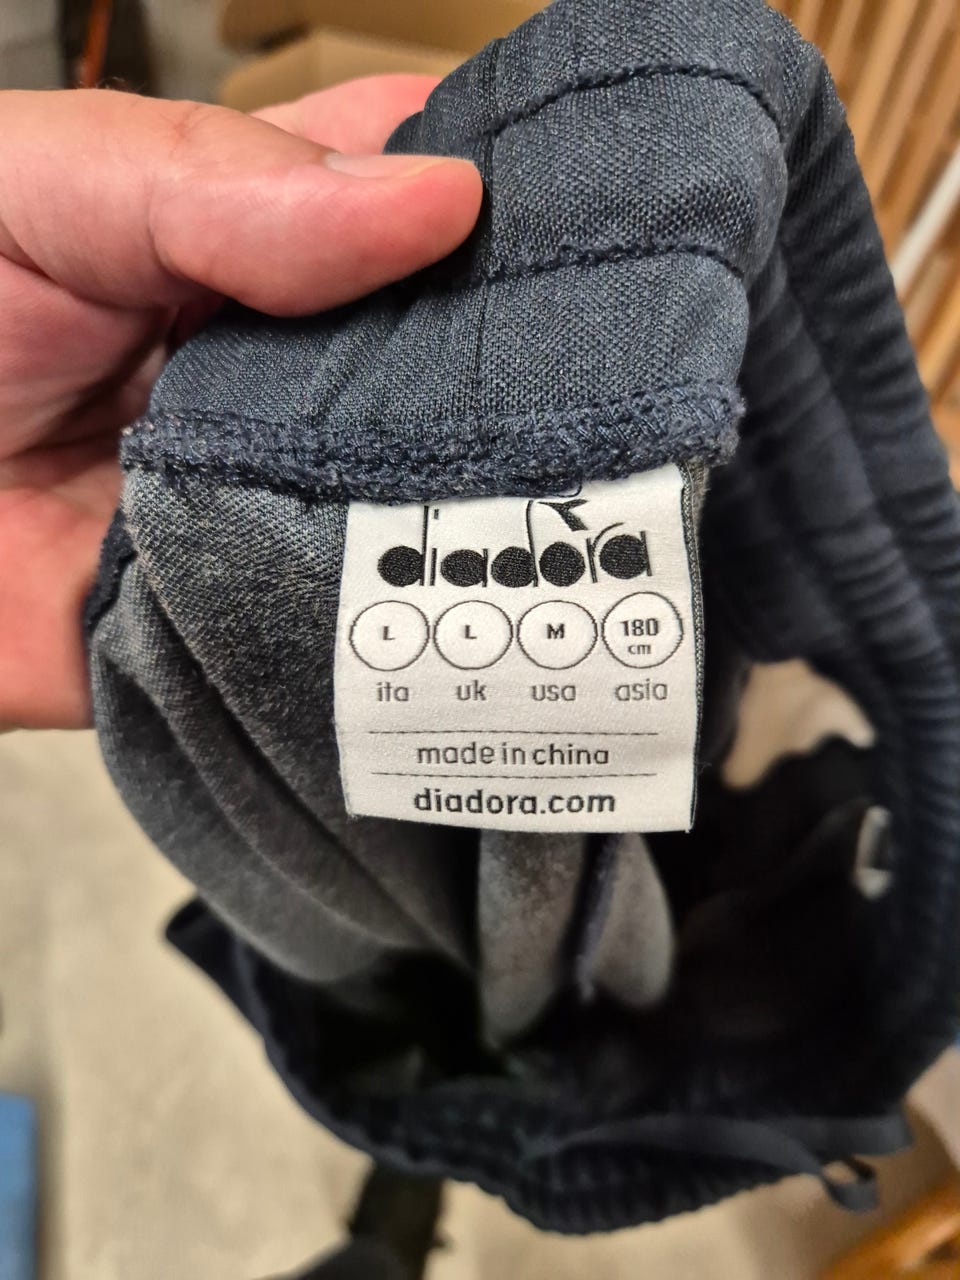 diadora
L L M 180 cm
ita uk usa asia
made in china
diadora.com